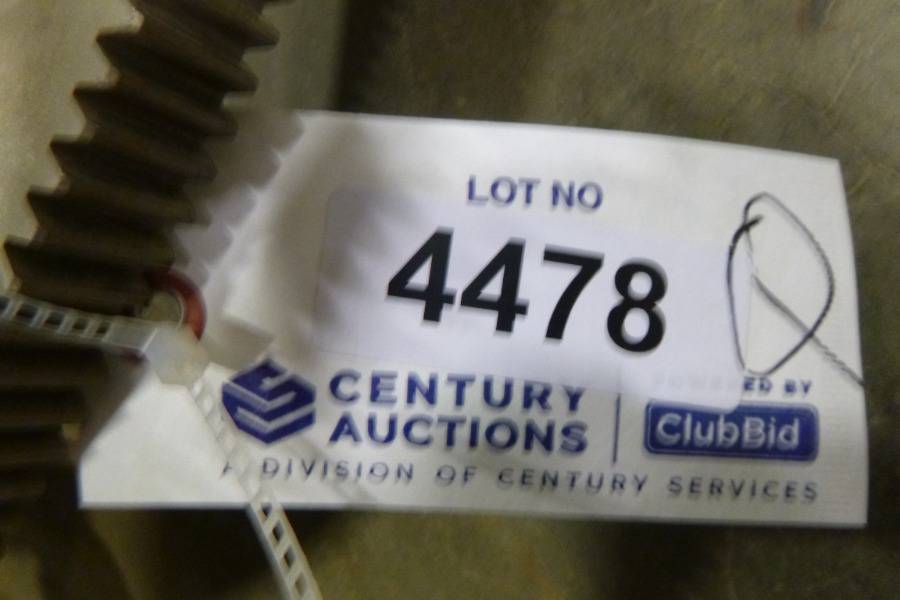 LOT NO
4478
CENTURY
AUCTIONS
POWERED BY
ClubBid
A DIVISION OF CENTURY SERVICES